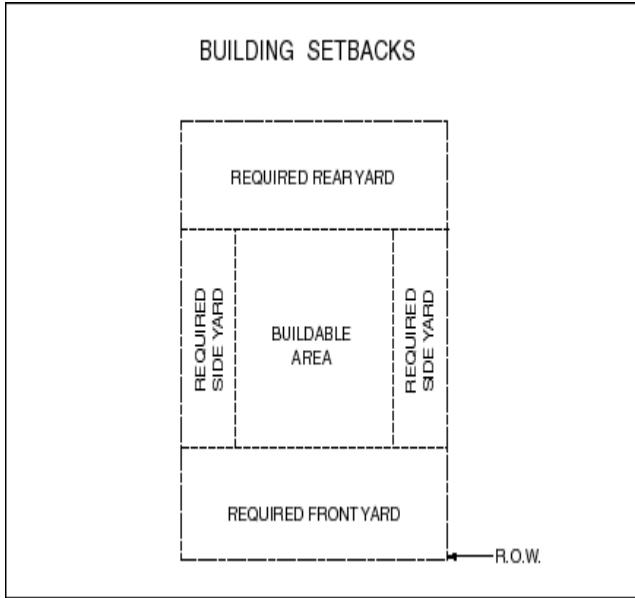 BUILDING SETBACKS
REQUIRED REAR YARD
REQUIRED
SIDE YARD
BUILDABLE
AREA
REQUIRED
SIDE YARD
REQUIRED FRONT YARD
R.O.W.